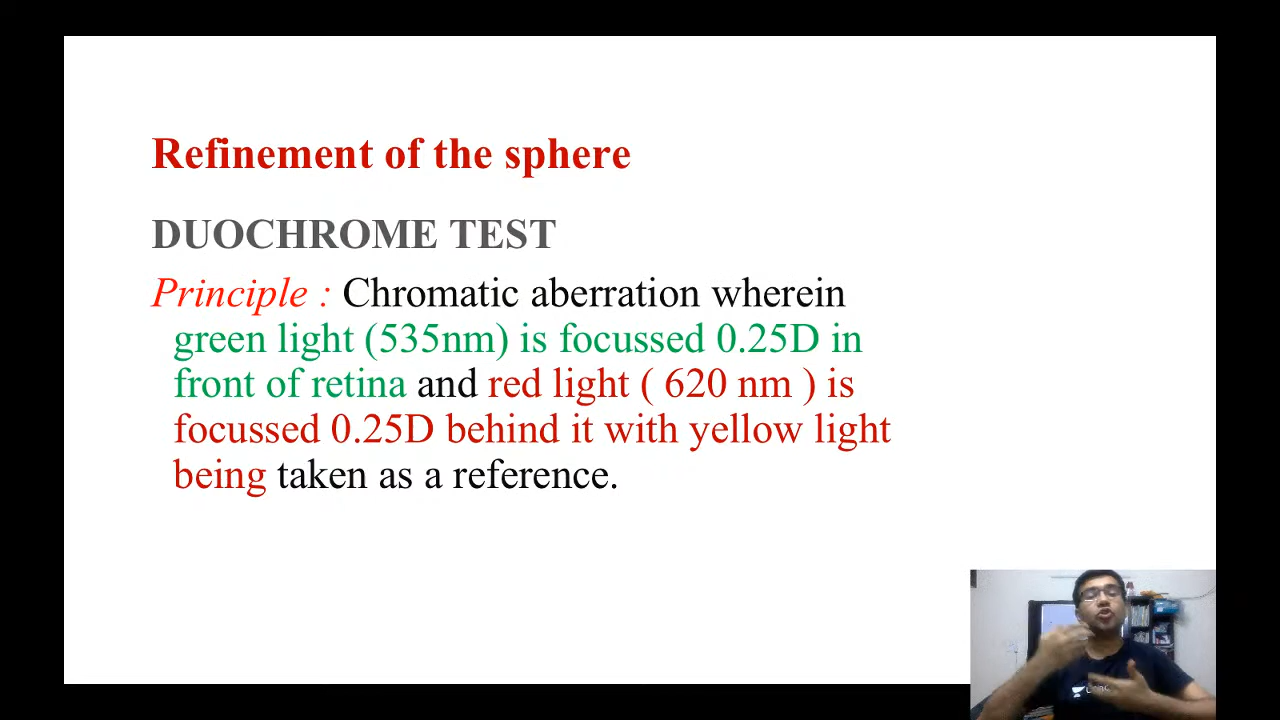 Refinement of the sphere
DUOCHROME TEST
Principle : Chromatic aberration wherein
green light (535nm) is focussed 0.25D in
front of retina and red light ( 620 nm ) is
focussed 0.25D behind it with yellow light
being taken as a reference.